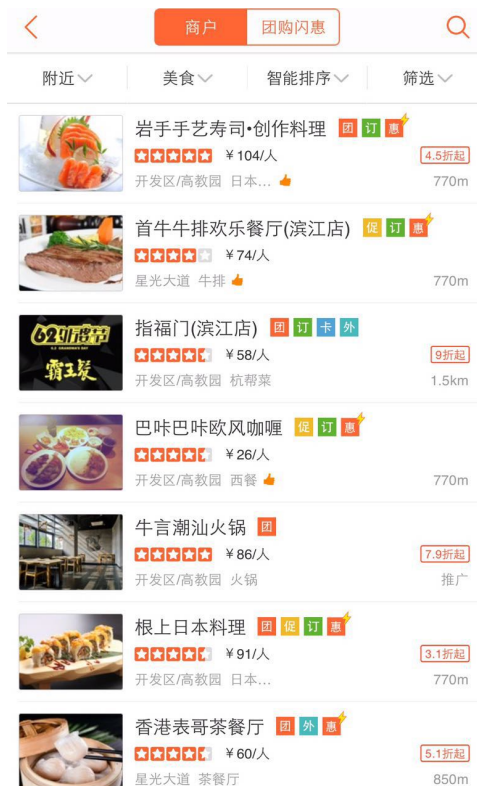 商户 团购闪惠
附近 美食 智能排序 筛选
岩手手艺寿司•创作料理 团 订 惠
¥104/人 4.5折起
开发区/高教园 日本... 770m
首牛牛排欢乐餐厅(滨江店) 促 订 惠
¥74/人
星光大道 牛排 770m
指福门(滨江店) 团 订 卡 外
¥58/人 9折起
开发区/高教园 杭帮菜 1.5km
霸王餐
巴咔巴咔欧风咖喱 促 订 惠
¥26/人
开发区/高教园 西餐 770m
牛言潮汕火锅 团
¥86/人 7.9折起
开发区/高教园 火锅 推广
根上日本料理 团 促 订 惠
¥91/人 3.1折起
开发区/高教园 日本... 770m
香港表哥茶餐厅 团 外 惠
¥60/人 5.1折起
星光大道 茶餐厅 850m